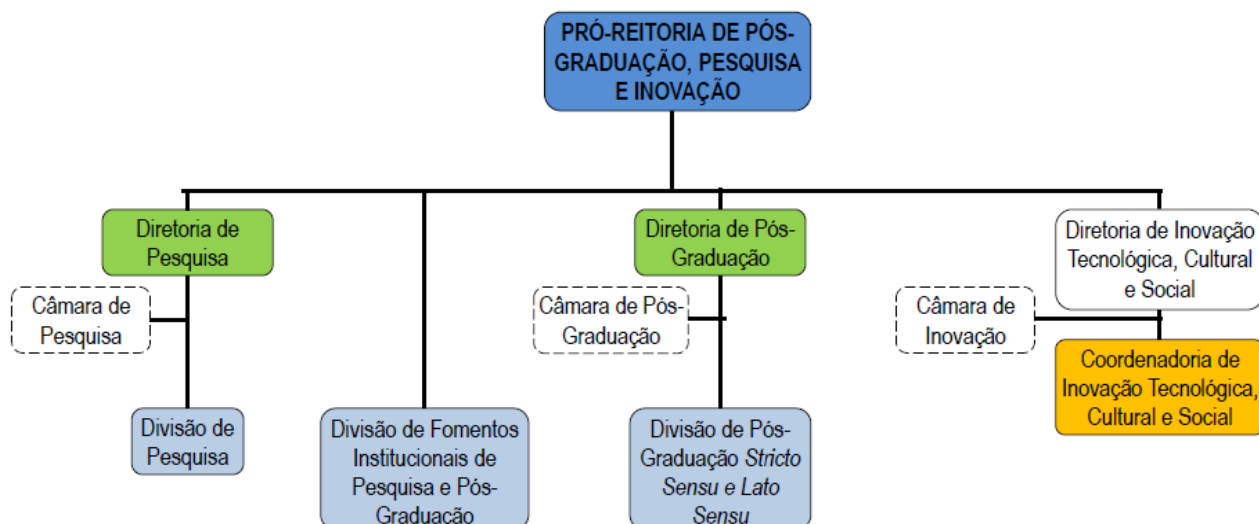 PRÓ-REITORIA DE PÓS-
GRADUAÇÃO, PESQUISA
E INOVAÇÃO
Diretoria de
Pesquisa
Diretoria de Pós-
Graduação
Diretoria de Inovação
Tecnológica, Cultural
e Social
Câmara de
Pesquisa
Câmara de Pós-
Graduação
Câmara de
Inovação
Coordenadoria de
Inovação Tecnológica,
Cultural e Social
Divisão de
Pesquisa
Divisão de Fomentos
Institucionais de
Pesquisa e Pós-
Graduação
Divisão de Pós-
Graduação Stricto
Sensu e Lato
Sensu